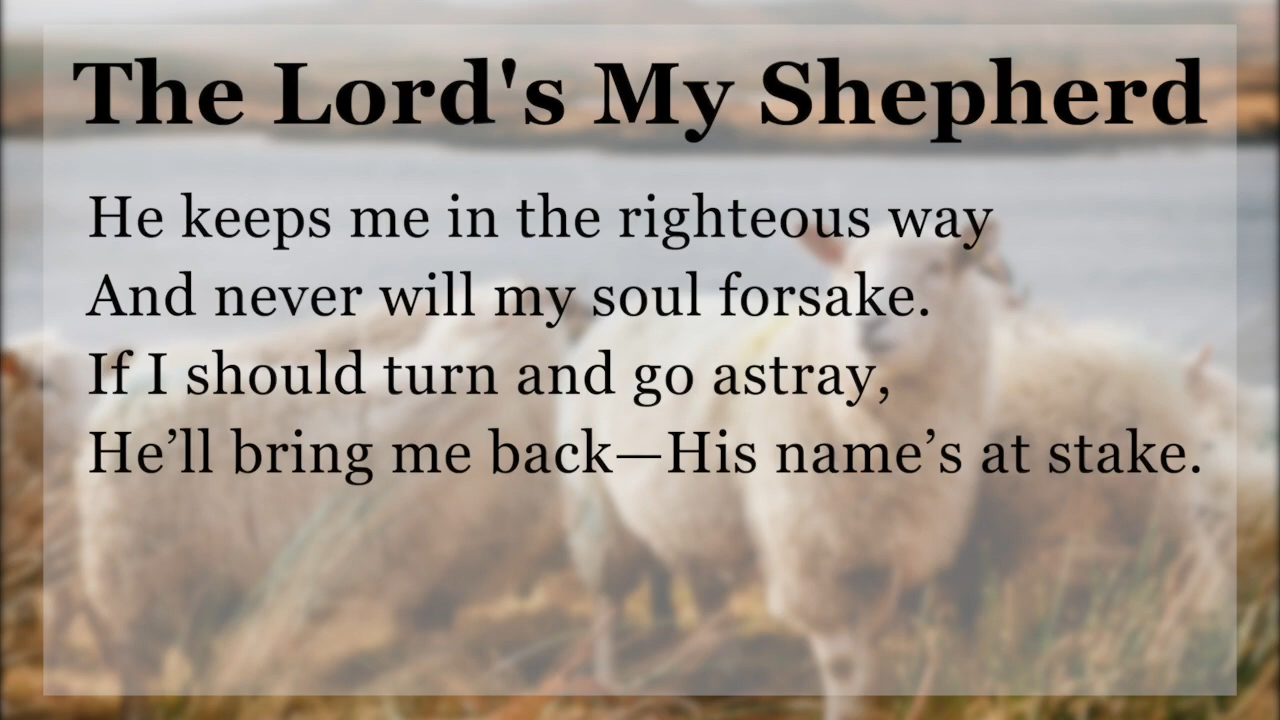 The Lord's My Shepherd
He keeps me in the righteous way
And never will my soul forsake.
If I should turn and go astray,
He’ll bring me back—His name’s at stake.